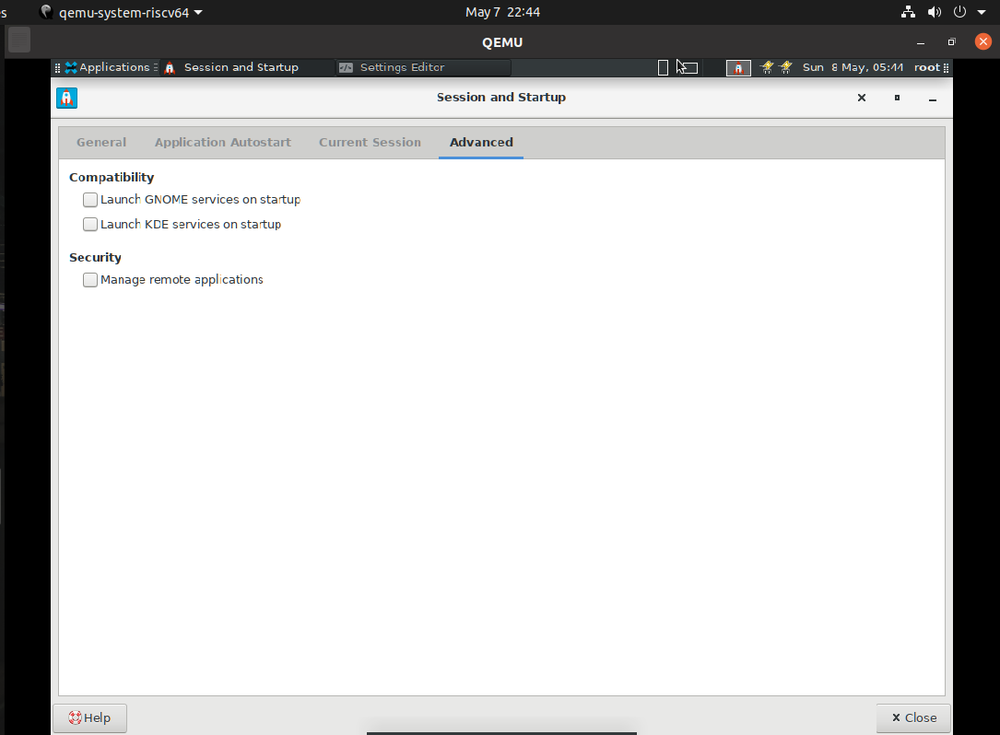 es qemu-system-riscv64 May 7 22:44
QEMU
Applications Session and Startup Settings Editor Sun 8 May, 05:44 root
Session and Startup
General Application Autostart Current Session Advanced
Compatibility
Launch GNOME services on startup
Launch KDE services on startup
Security
Manage remote applications
Help Close